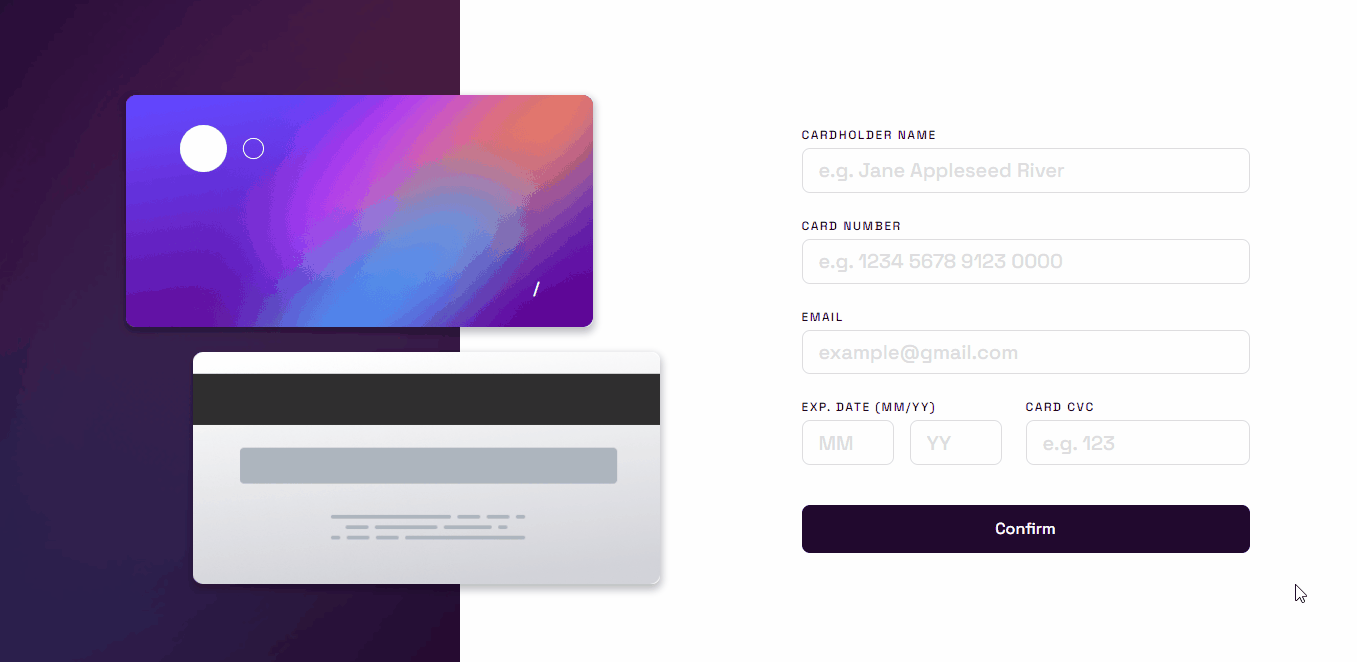 /
CARDHOLDER NAME
e.g. Jane Appleseed River
CARD NUMBER
e.g. 1234 5678 9123 0000
EMAIL
example@gmail.com
EXP. DATE (MM/YY) CARD CVC
MM YY e.g. 123
Confirm